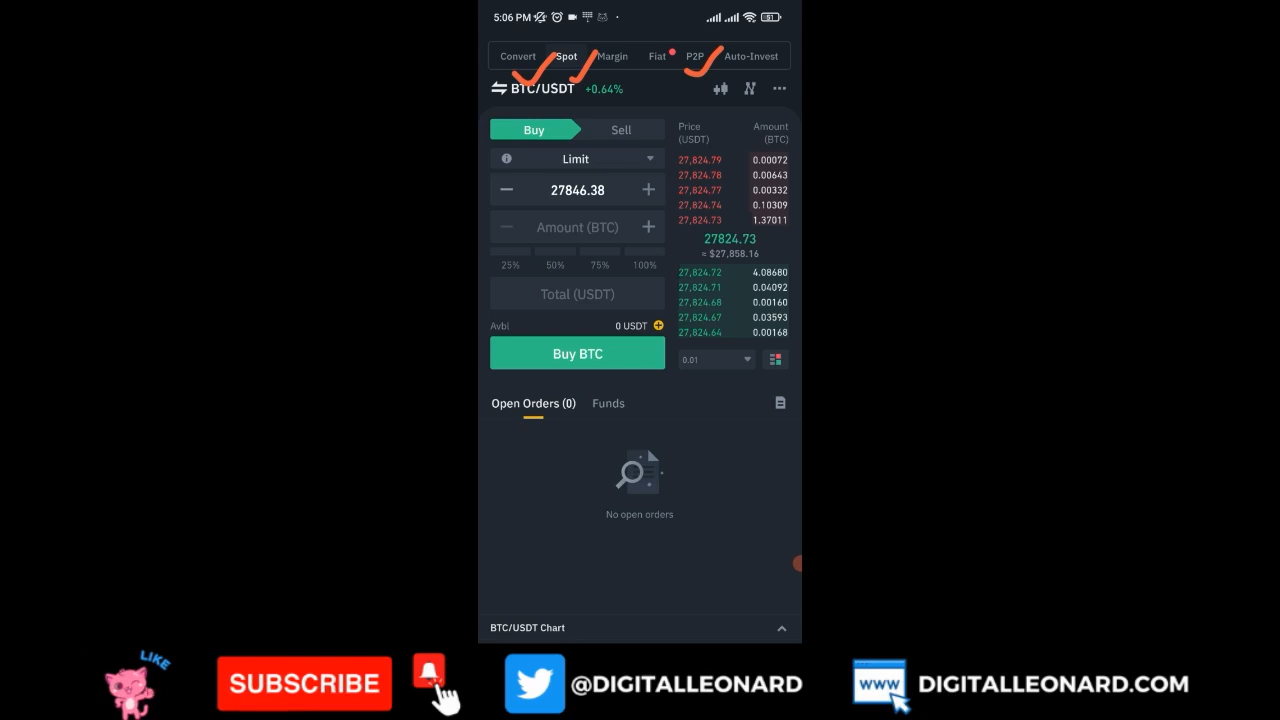 5:06 PM
51
Convert Spot Margin Fiat P2P Auto-Invest
BTC/USDT +0.64%
Buy Sell
Price (USDT)
Amount (BTC)
Limit
27846.38
Amount (BTC)
25% 50% 75% 100%
Total (USDT)
Avbl 0 USDT
Buy BTC
27,824.79 0.00072
27,824.78 0.00643
27,824.77 0.00332
27,824.74 0.10309
27,824.73 1.37011
27824.73
≈ $27,858.16
27,824.72 4.08680
27,824.71 0.04092
27,824.68 0.00160
27,824.67 0.03593
27,824.64 0.00168
0.01
Open Orders (0) Funds
No open orders
BTC/USDT Chart
LIKE
SUBSCRIBE
@DIGITALLEONARD
WWW
DIGITALLEONARD.COM